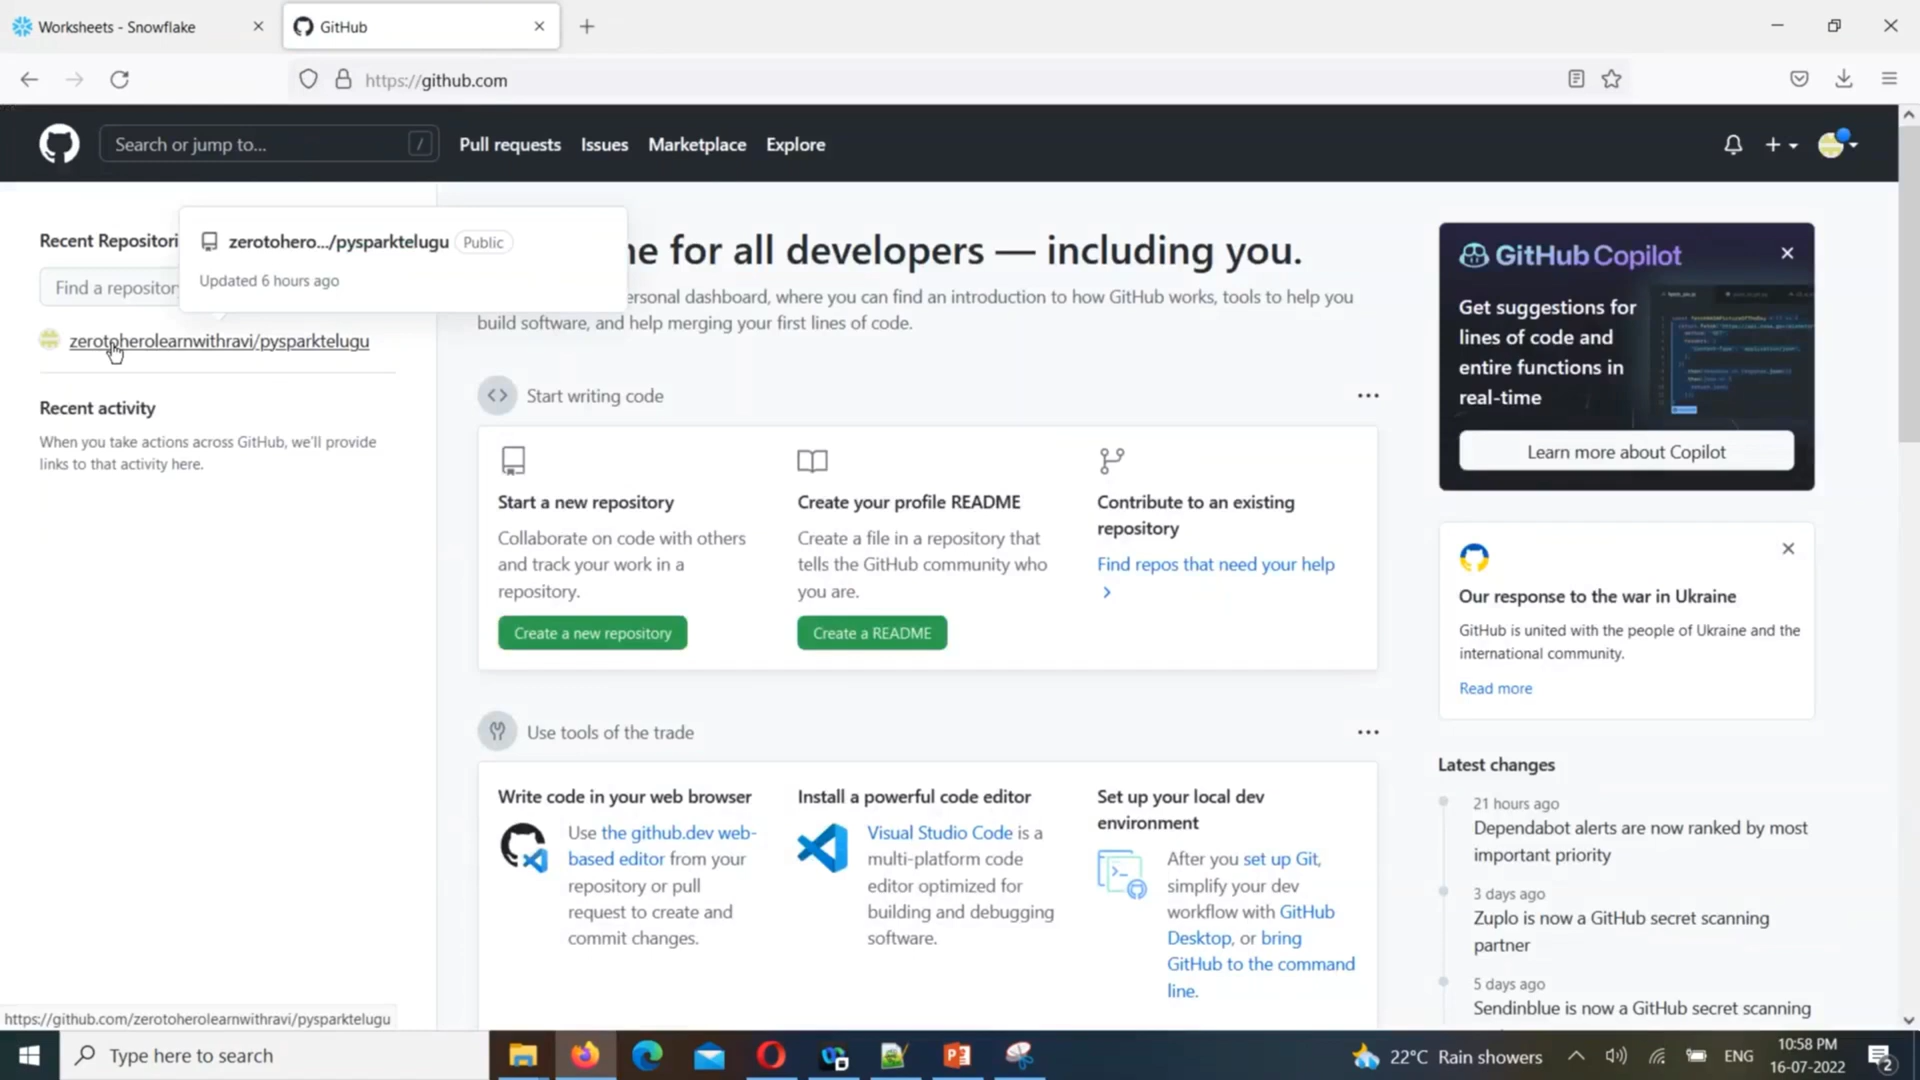 Worksheets - Snowflake
GitHub
https://github.com
Search or jump to...
/
Pull requests
Issues
Marketplace
Explore
Recent Repositori
zerotohero.../pysparktelugu
Public
Updated 6 hours ago
Find a repositor
zerotoherolearnwithravi/pysparktelugu
Recent activity
When you take actions across GitHub, we'll provide
links to that activity here.
e for all developers — including you.
ersonal dashboard, where you can find an introduction to how GitHub works, tools to help you
build software, and help merging your first lines of code.
Start writing code
Start a new repository
Collaborate on code with others
and track your work in a
repository.
Create a new repository
Create your profile README
Create a file in a repository that
tells the GitHub community who
you are.
Create a README
Contribute to an existing
repository
Find repos that need your help
Use tools of the trade
Write code in your web browser
Use the github.dev web-
based editor from your
repository or pull
request to create and
commit changes.
Install a powerful code editor
Visual Studio Code is a
multi-platform code
editor optimized for
building and debugging
software.
Set up your local dev
environment
After you set up Git,
simplify your dev
workflow with GitHub
Desktop, or bring
GitHub to the command
line.
GitHub Copilot
Get suggestions for
lines of code and
entire functions in
real-time
Learn more about Copilot
Our response to the war in Ukraine
GitHub is united with the people of Ukraine and the
international community.
Read more
Latest changes
21 hours ago
Dependabot alerts are now ranked by most
important priority
3 days ago
Zuplo is now a GitHub secret scanning
partner
5 days ago
Sendinblue is now a GitHub secret scanning
https://github.com/zerotoherolearnwithravi/pysparktelugu
Type here to search
22°C Rain showers
ENG
10:58 PM
16-07-2022
2